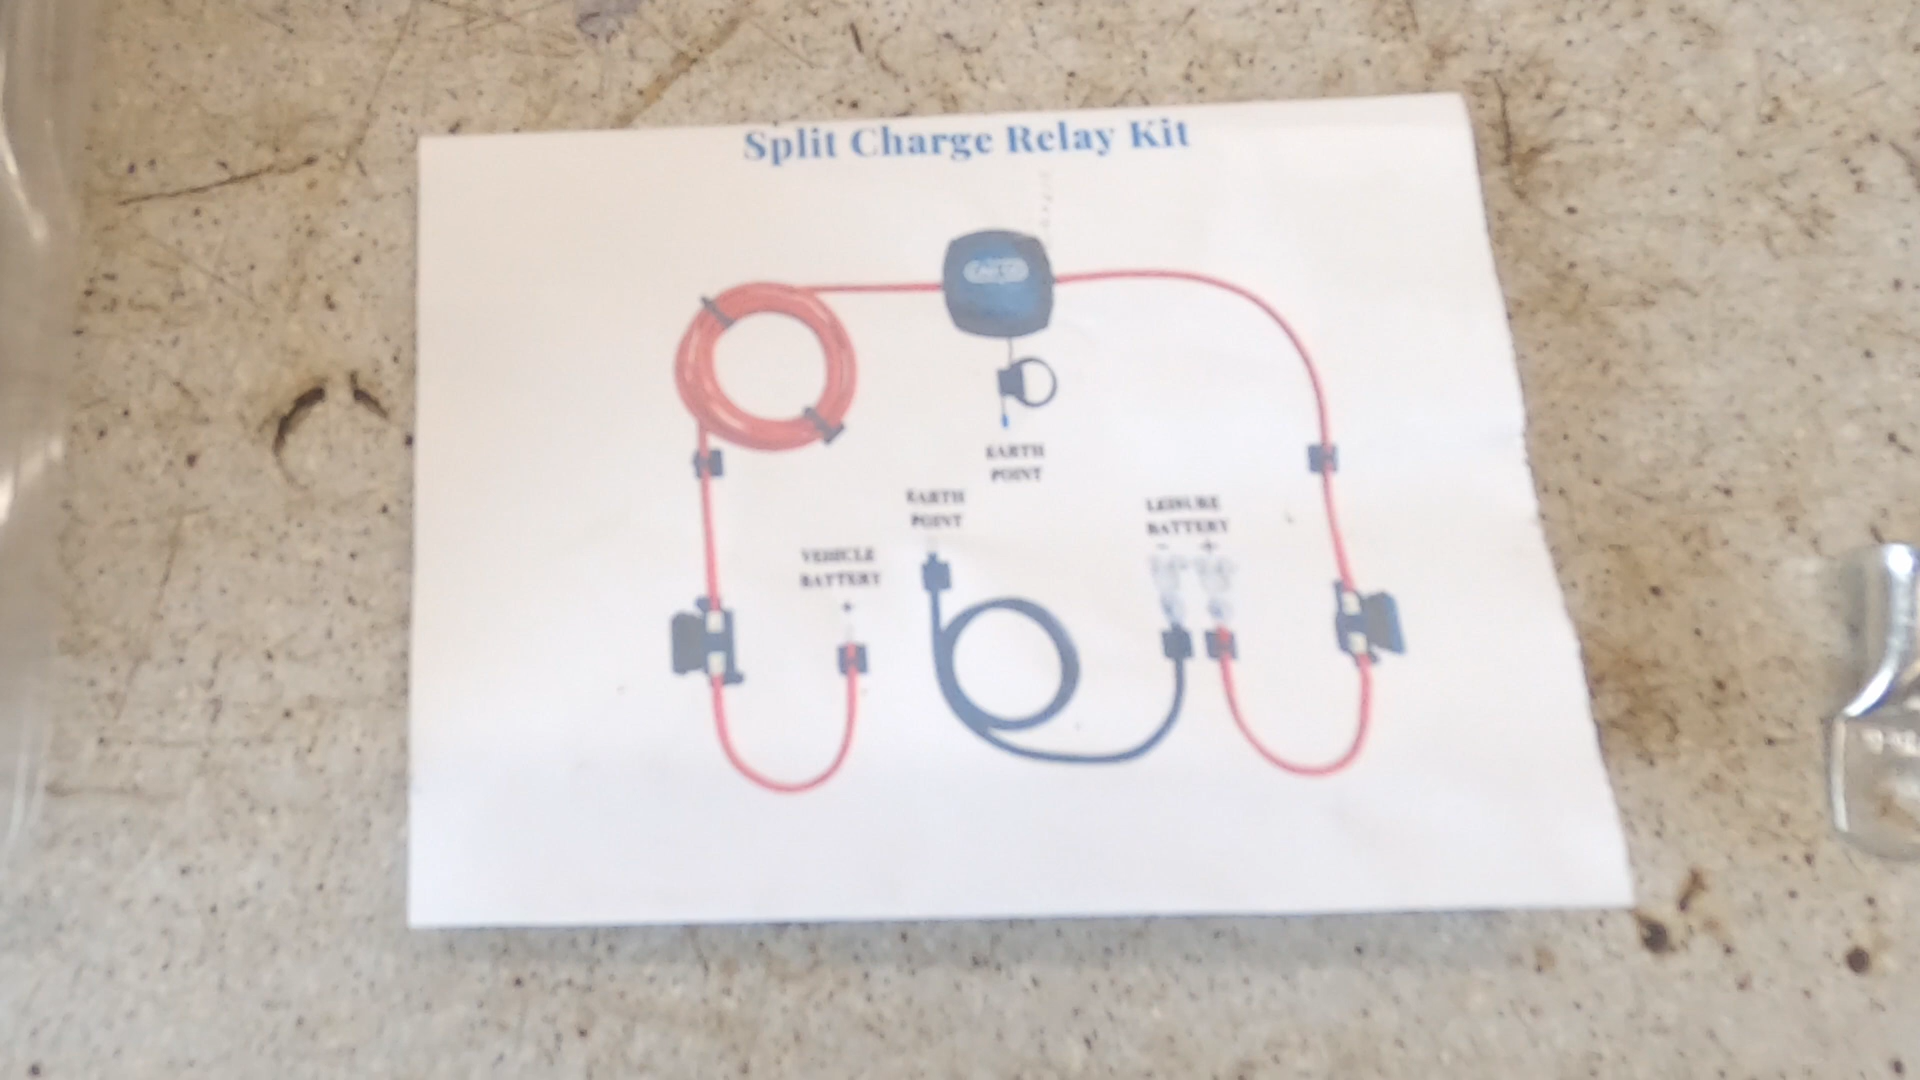 Split Charge Relay Kit
EARTH
POINT
EARTH
POINT
LEISURE
BATTERY
- +
VEHICLE
BATTERY
+